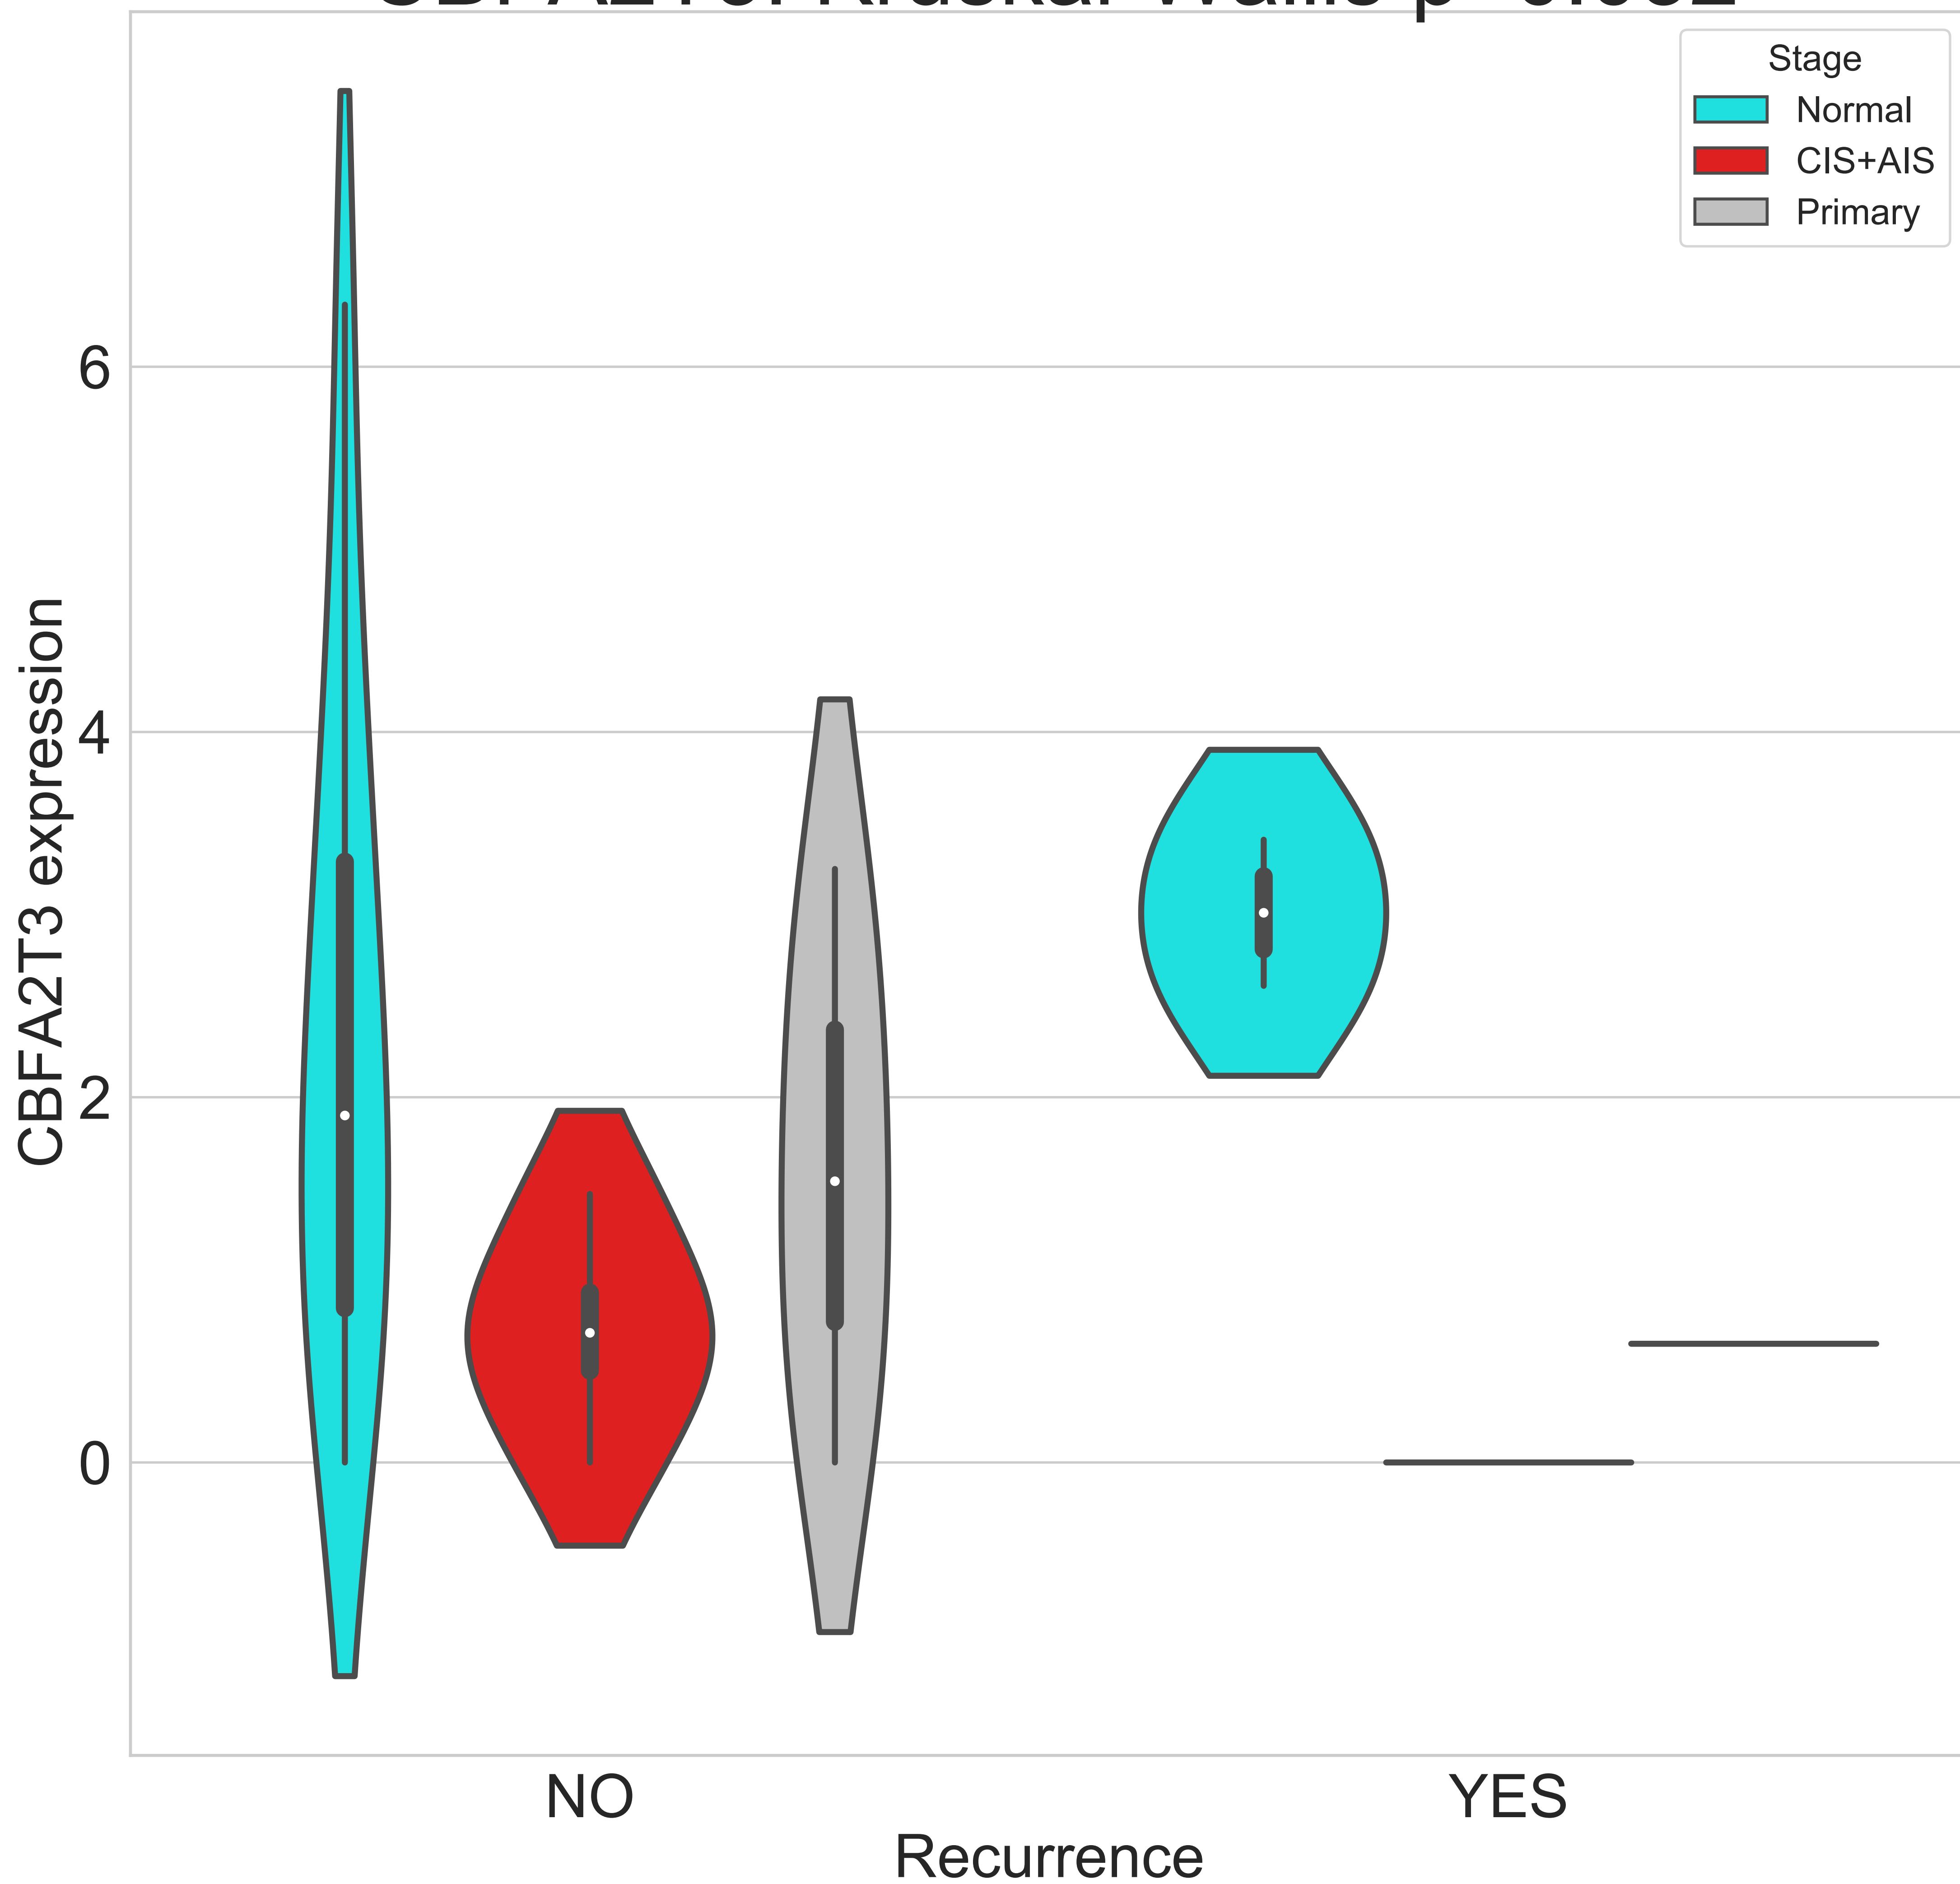 Stage
Normal
CIS+AIS
Primary
CBFA2T3 expression
6
4
2
0
NO
YES
Recurrence